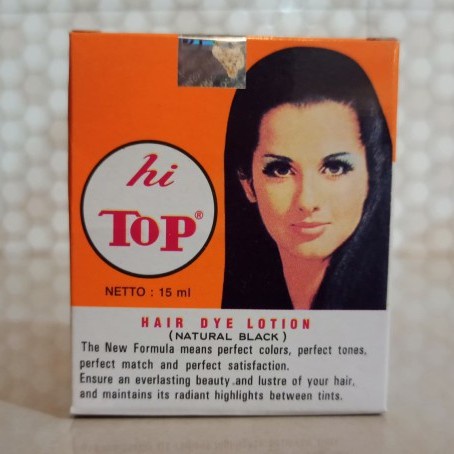 hi
TOP®
NETTO : 15 ml
HAIR DYE LOTION
(NATURAL BLACK)
The New Formula means perfect colors, perfect tones,
perfect match and perfect satisfaction.
Ensure an everlasting beauty and lustre of your hair,
and maintains its radiant highlights between tints.